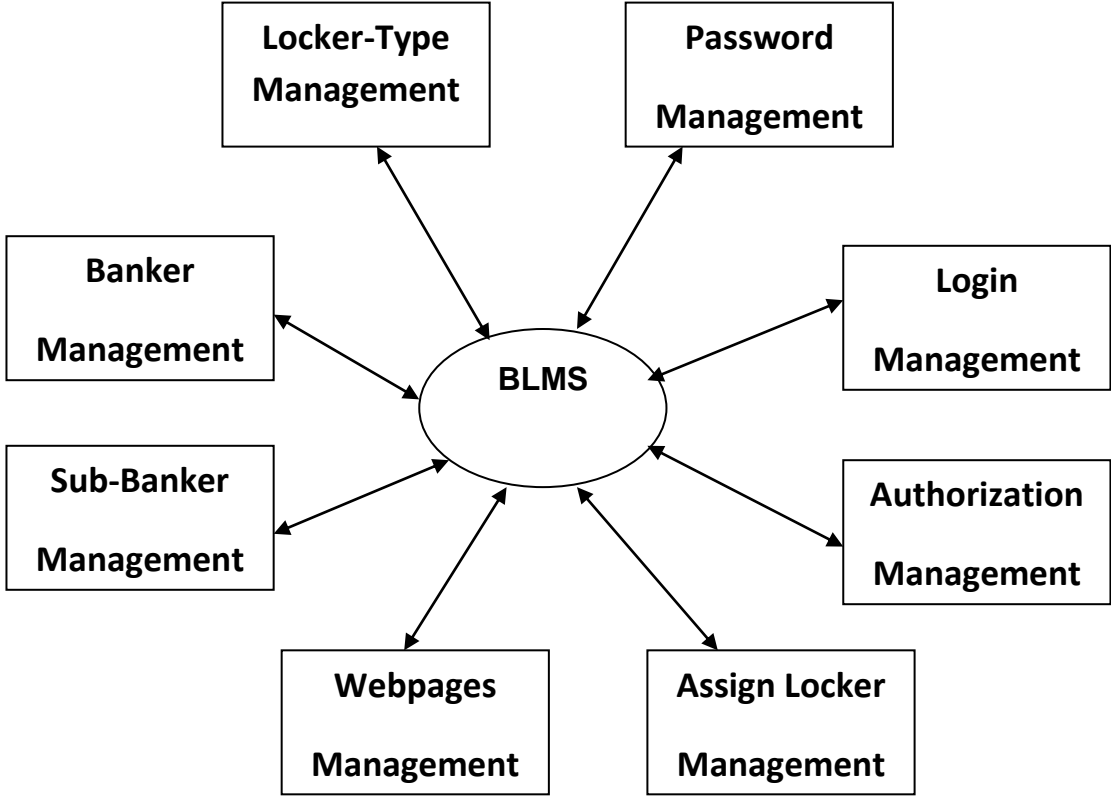 Locker-Type
Management
Password
Management
Banker
Management
Login
Management
BLMS
Sub-Banker
Management
Authorization
Management
Webpages
Management
Assign Locker
Management